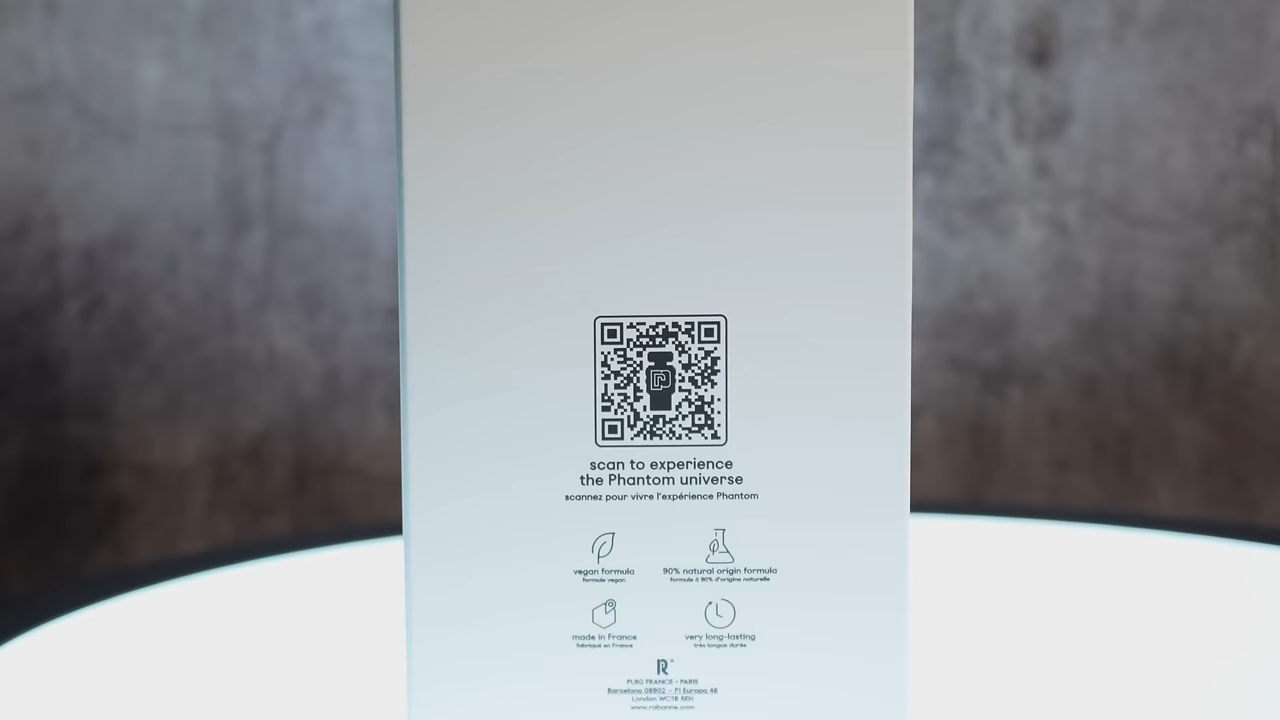 scan to experience
the Phantom universe
scannez pour vivre l'expérience Phantom
vegan formula
formule vegan
90% natural origin formula
formule à 90% d'origine naturelle
made in France
fabriqué en France
very long-lasting
très longue durée
R
PUIG FRANCE - PARIS
Barcelona 08902 - Pl Europa 46
London WC1B 5EH
www.rabanne.com